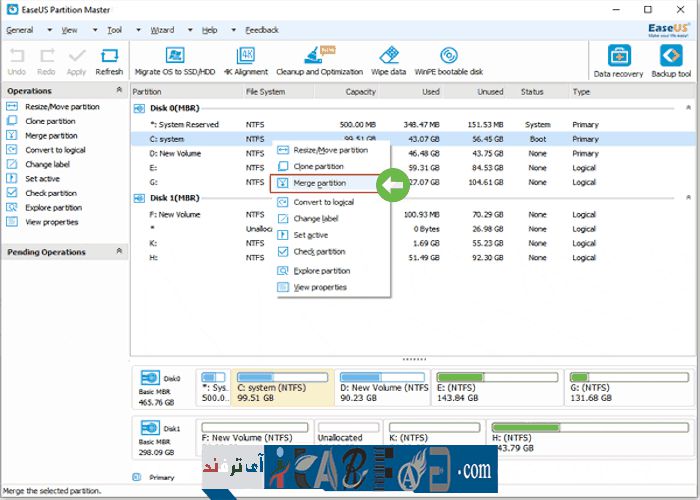 EaseUS Partition Master
General View Tool Wizard Help Feedback
EaseUS
Make your life easy!
Undo Redo Apply Refresh Migrate OS to SSD/HDD 4K Alignment Cleanup and Optimization Wipe data WinPE bootable disk Data recovery Backup tool
4K
NEW
Operations
Resize/Move partition
Clone partition
Merge partition
Convert to logical
Change label
Set active
Check partition
Explore partition
View properties
Pending Operations
Partition File System Capacity Used Unused Status Type
Disk 0(MBR)
*: System Reserved NTFS 500.00 MB 348.47 MB 151.53 MB System Primary
C: system NTFS 99.51 GB 43.07 GB 56.45 GB Boot Primary
D: New Volume NTFS 46.48 GB 43.75 GB None Primary
E: NTFS 59.31 GB 84.53 GB None Logical
G: NTFS 27.07 GB 104.61 GB None Logical
Disk 1(MBR)
F: New Volume NTFS 100.93 MB 70.29 GB None Logical
* Unalloc 0 Bytes 26.98 GB None Logical
K: NTFS 1.69 GB 55.23 GB None Logical
H: NTFS 51.49 GB 92.30 GB None Logical
Resize/Move partition
Clone partition
Merge partition
Convert to logical
Change label
Set active
Check partition
Explore partition
View properties
Disk0
Basic MBR
465.76 GB
*: Sys.
500.0..
C: system (NTFS)
99.51 GB
D: New Volume (NTFS)
90.23 GB
E: (NTFS)
143.84 GB
G: (NTFS)
131.68 GB
Disk1
Basic MBR
298.09 GB
F: New Volume (NTFS)
Unallocated
K: (NTFS)
H: (NTFS)
43.79 GB
Primary
آی ترفند
.com
Merge the selected partition.